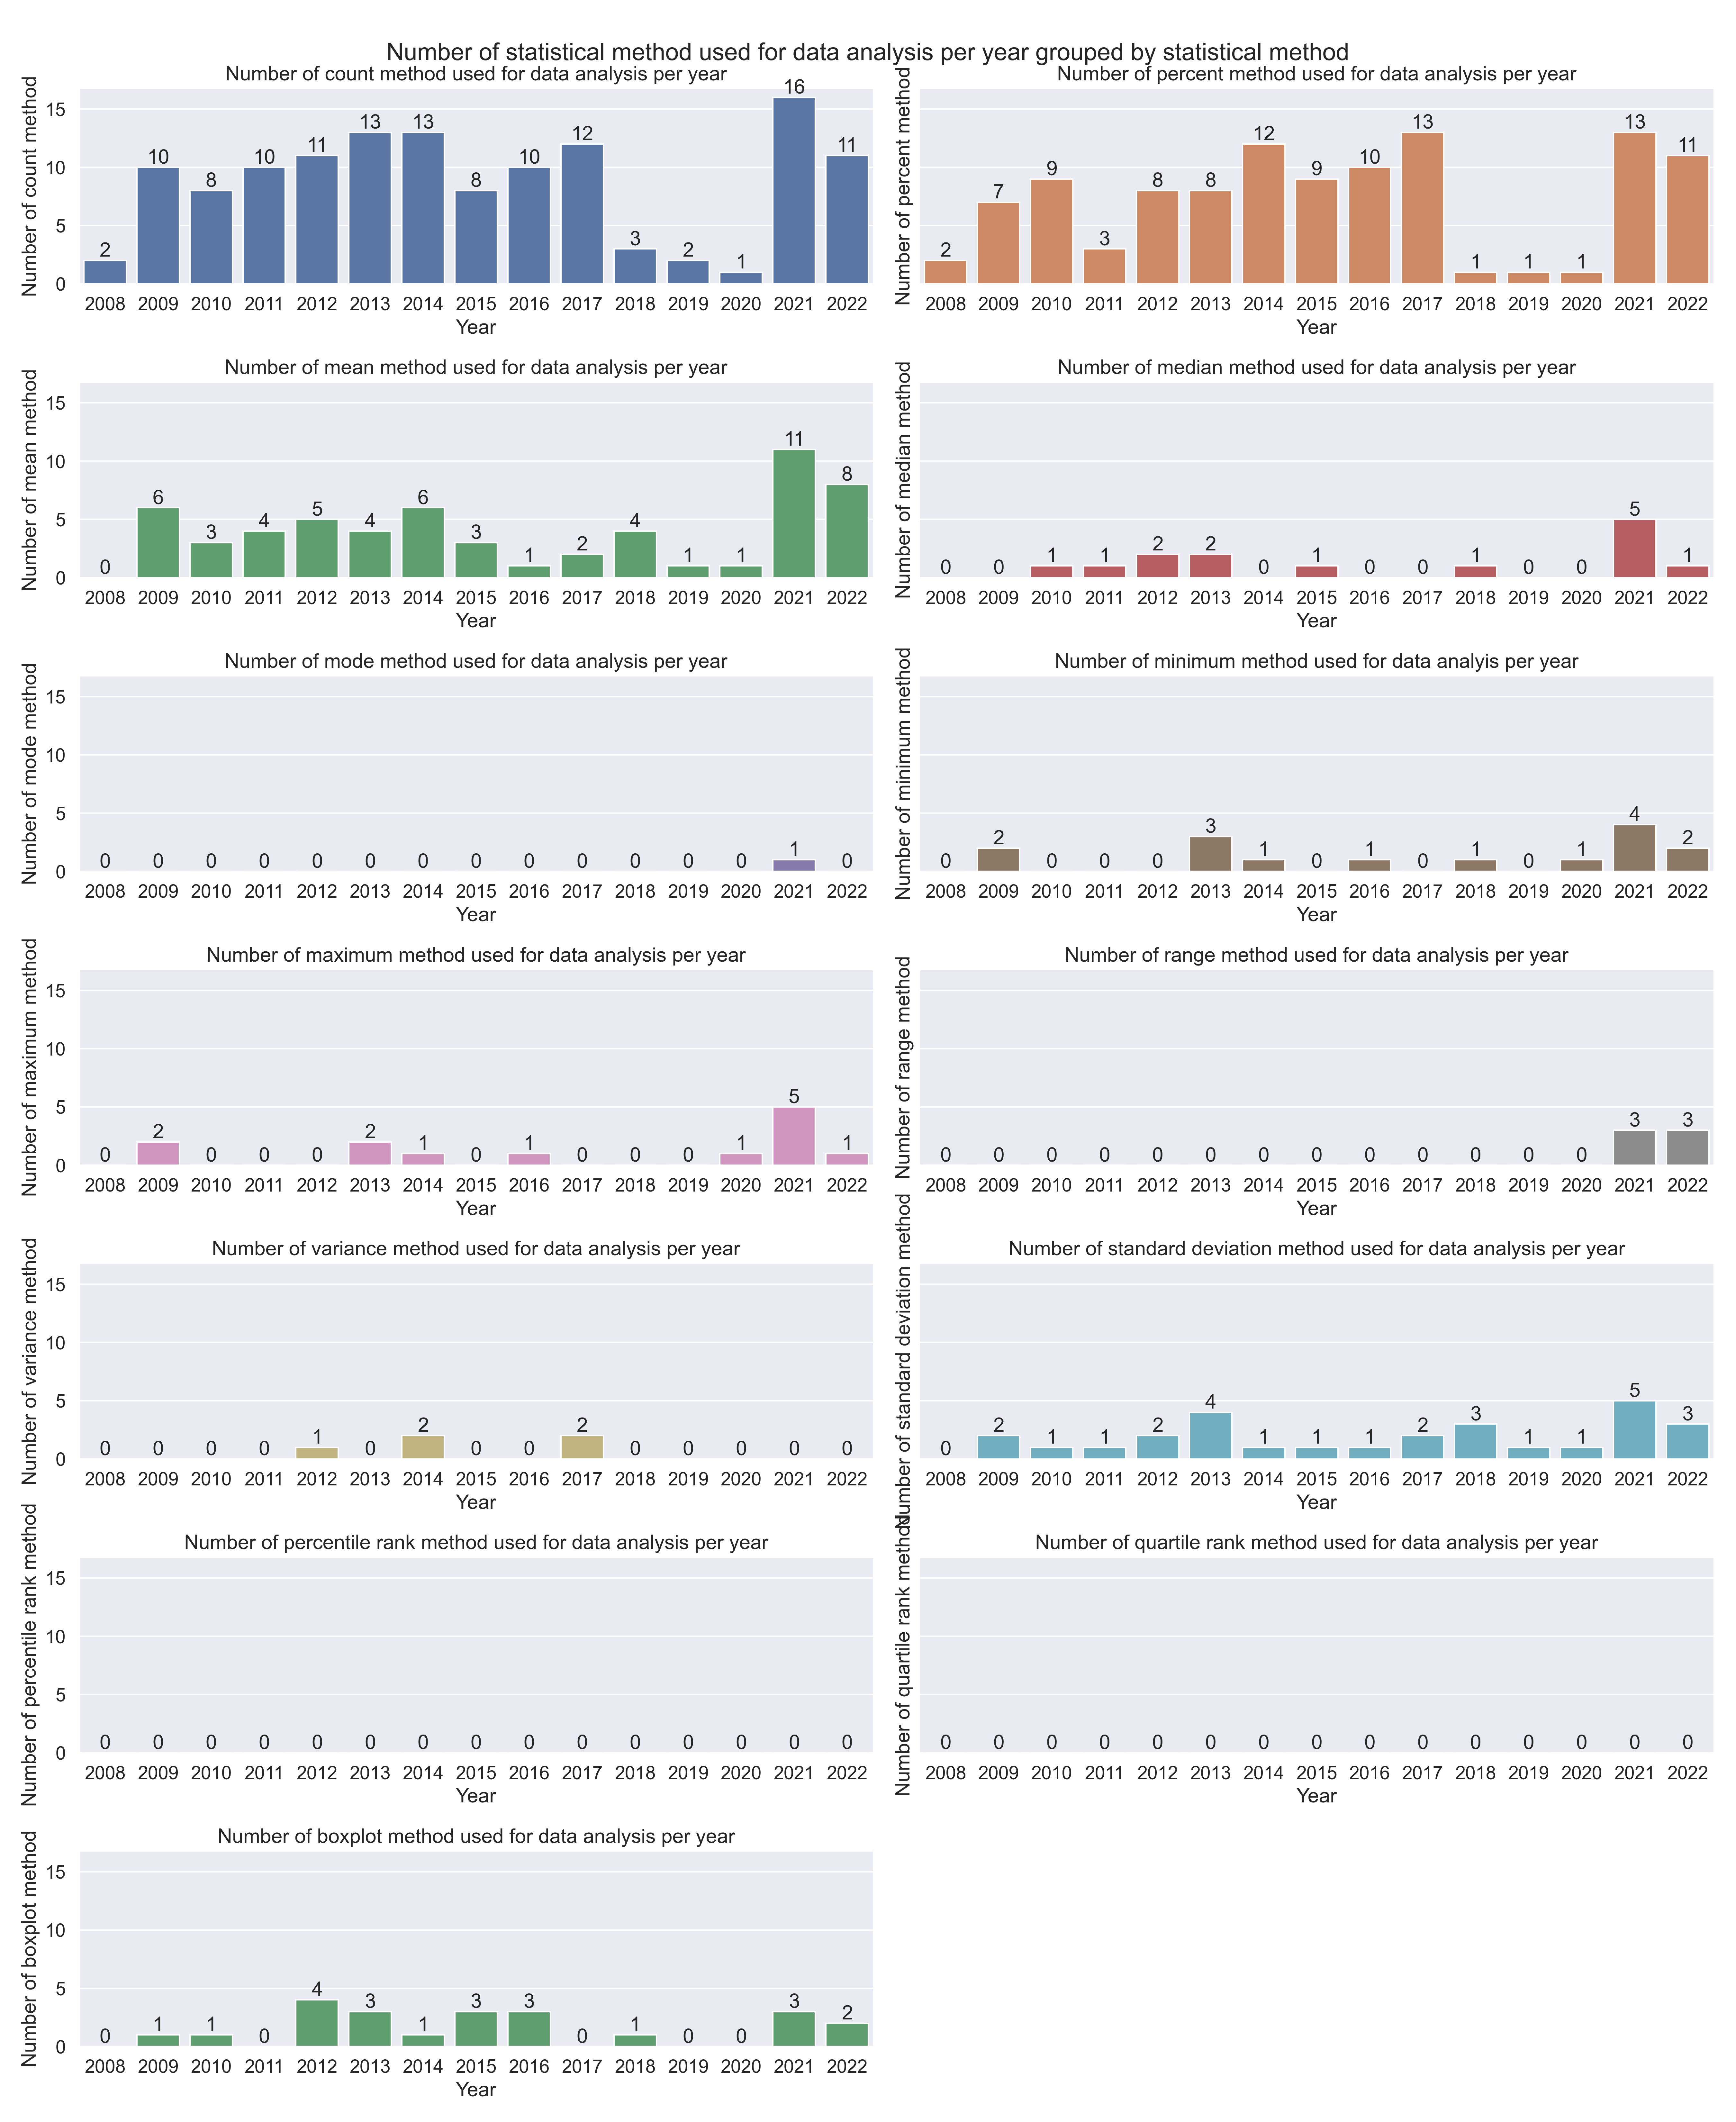 Number of statistical method used for data analysis per year grouped by statistical method
Number of count method used for data analysis per year
Number of count method
15
10
5
0
2 10 8 10 11 13 13 8 10 12 3 2 1 16 11
2008 2009 2010 2011 2012 2013 2014 2015 2016 2017 2018 2019 2020 2021 2022
Year
Number of percent method used for data analysis per year
Number of percent method
2 7 9 3 8 8 12 9 10 13 1 1 1 13 11
2008 2009 2010 2011 2012 2013 2014 2015 2016 2017 2018 2019 2020 2021 2022
Year
Number of mean method used for data analysis per year
Number of mean method
15
10
5
0
0 6 3 4 5 4 6 3 1 2 4 1 1 11 8
2008 2009 2010 2011 2012 2013 2014 2015 2016 2017 2018 2019 2020 2021 2022
Year
Number of median method used for data analysis per year
Number of median method
0 0 1 1 2 2 0 1 0 0 1 0 0 5 1
2008 2009 2010 2011 2012 2013 2014 2015 2016 2017 2018 2019 2020 2021 2022
Year
Number of mode method used for data analysis per year
Number of mode method
15
10
5
0
0 0 0 0 0 0 0 0 0 0 0 0 0 1 0
2008 2009 2010 2011 2012 2013 2014 2015 2016 2017 2018 2019 2020 2021 2022
Year
Number of minimum method used for data analyis per year
Number of minimum method
0 2 0 0 0 3 1 0 1 0 1 0 1 4 2
2008 2009 2010 2011 2012 2013 2014 2015 2016 2017 2018 2019 2020 2021 2022
Year
Number of maximum method used for data analysis per year
Number of maximum method
15
10
5
0
0 2 0 0 0 2 1 0 1 0 0 0 1 5 1
2008 2009 2010 2011 2012 2013 2014 2015 2016 2017 2018 2019 2020 2021 2022
Year
Number of range method used for data analysis per year
Number of range method
0 0 0 0 0 0 0 0 0 0 0 0 0 3 3
2008 2009 2010 2011 2012 2013 2014 2015 2016 2017 2018 2019 2020 2021 2022
Year
Number of variance method used for data analysis per year
Number of variance method
15
10
5
0
0 0 0 0 1 0 2 0 0 2 0 0 0 0 0
2008 2009 2010 2011 2012 2013 2014 2015 2016 2017 2018 2019 2020 2021 2022
Year
Number of standard deviation method used for data analysis per year
Number of standard deviation method
0 2 1 1 2 4 1 1 1 2 3 1 1 5 3
2008 2009 2010 2011 2012 2013 2014 2015 2016 2017 2018 2019 2020 2021 2022
Year
Number of percentile rank method used for data analysis per year
Number of percentile rank method
15
10
5
0
0 0 0 0 0 0 0 0 0 0 0 0 0 0 0
2008 2009 2010 2011 2012 2013 2014 2015 2016 2017 2018 2019 2020 2021 2022
Year
Number of quartile rank method used for data analysis per year
Number of quartile rank method
0 0 0 0 0 0 0 0 0 0 0 0 0 0 0
2008 2009 2010 2011 2012 2013 2014 2015 2016 2017 2018 2019 2020 2021 2022
Year
Number of boxplot method used for data analysis per year
Number of boxplot method
15
10
5
0
0 1 1 0 4 3 1 3 3 0 1 0 0 3 2
2008 2009 2010 2011 2012 2013 2014 2015 2016 2017 2018 2019 2020 2021 2022
Year